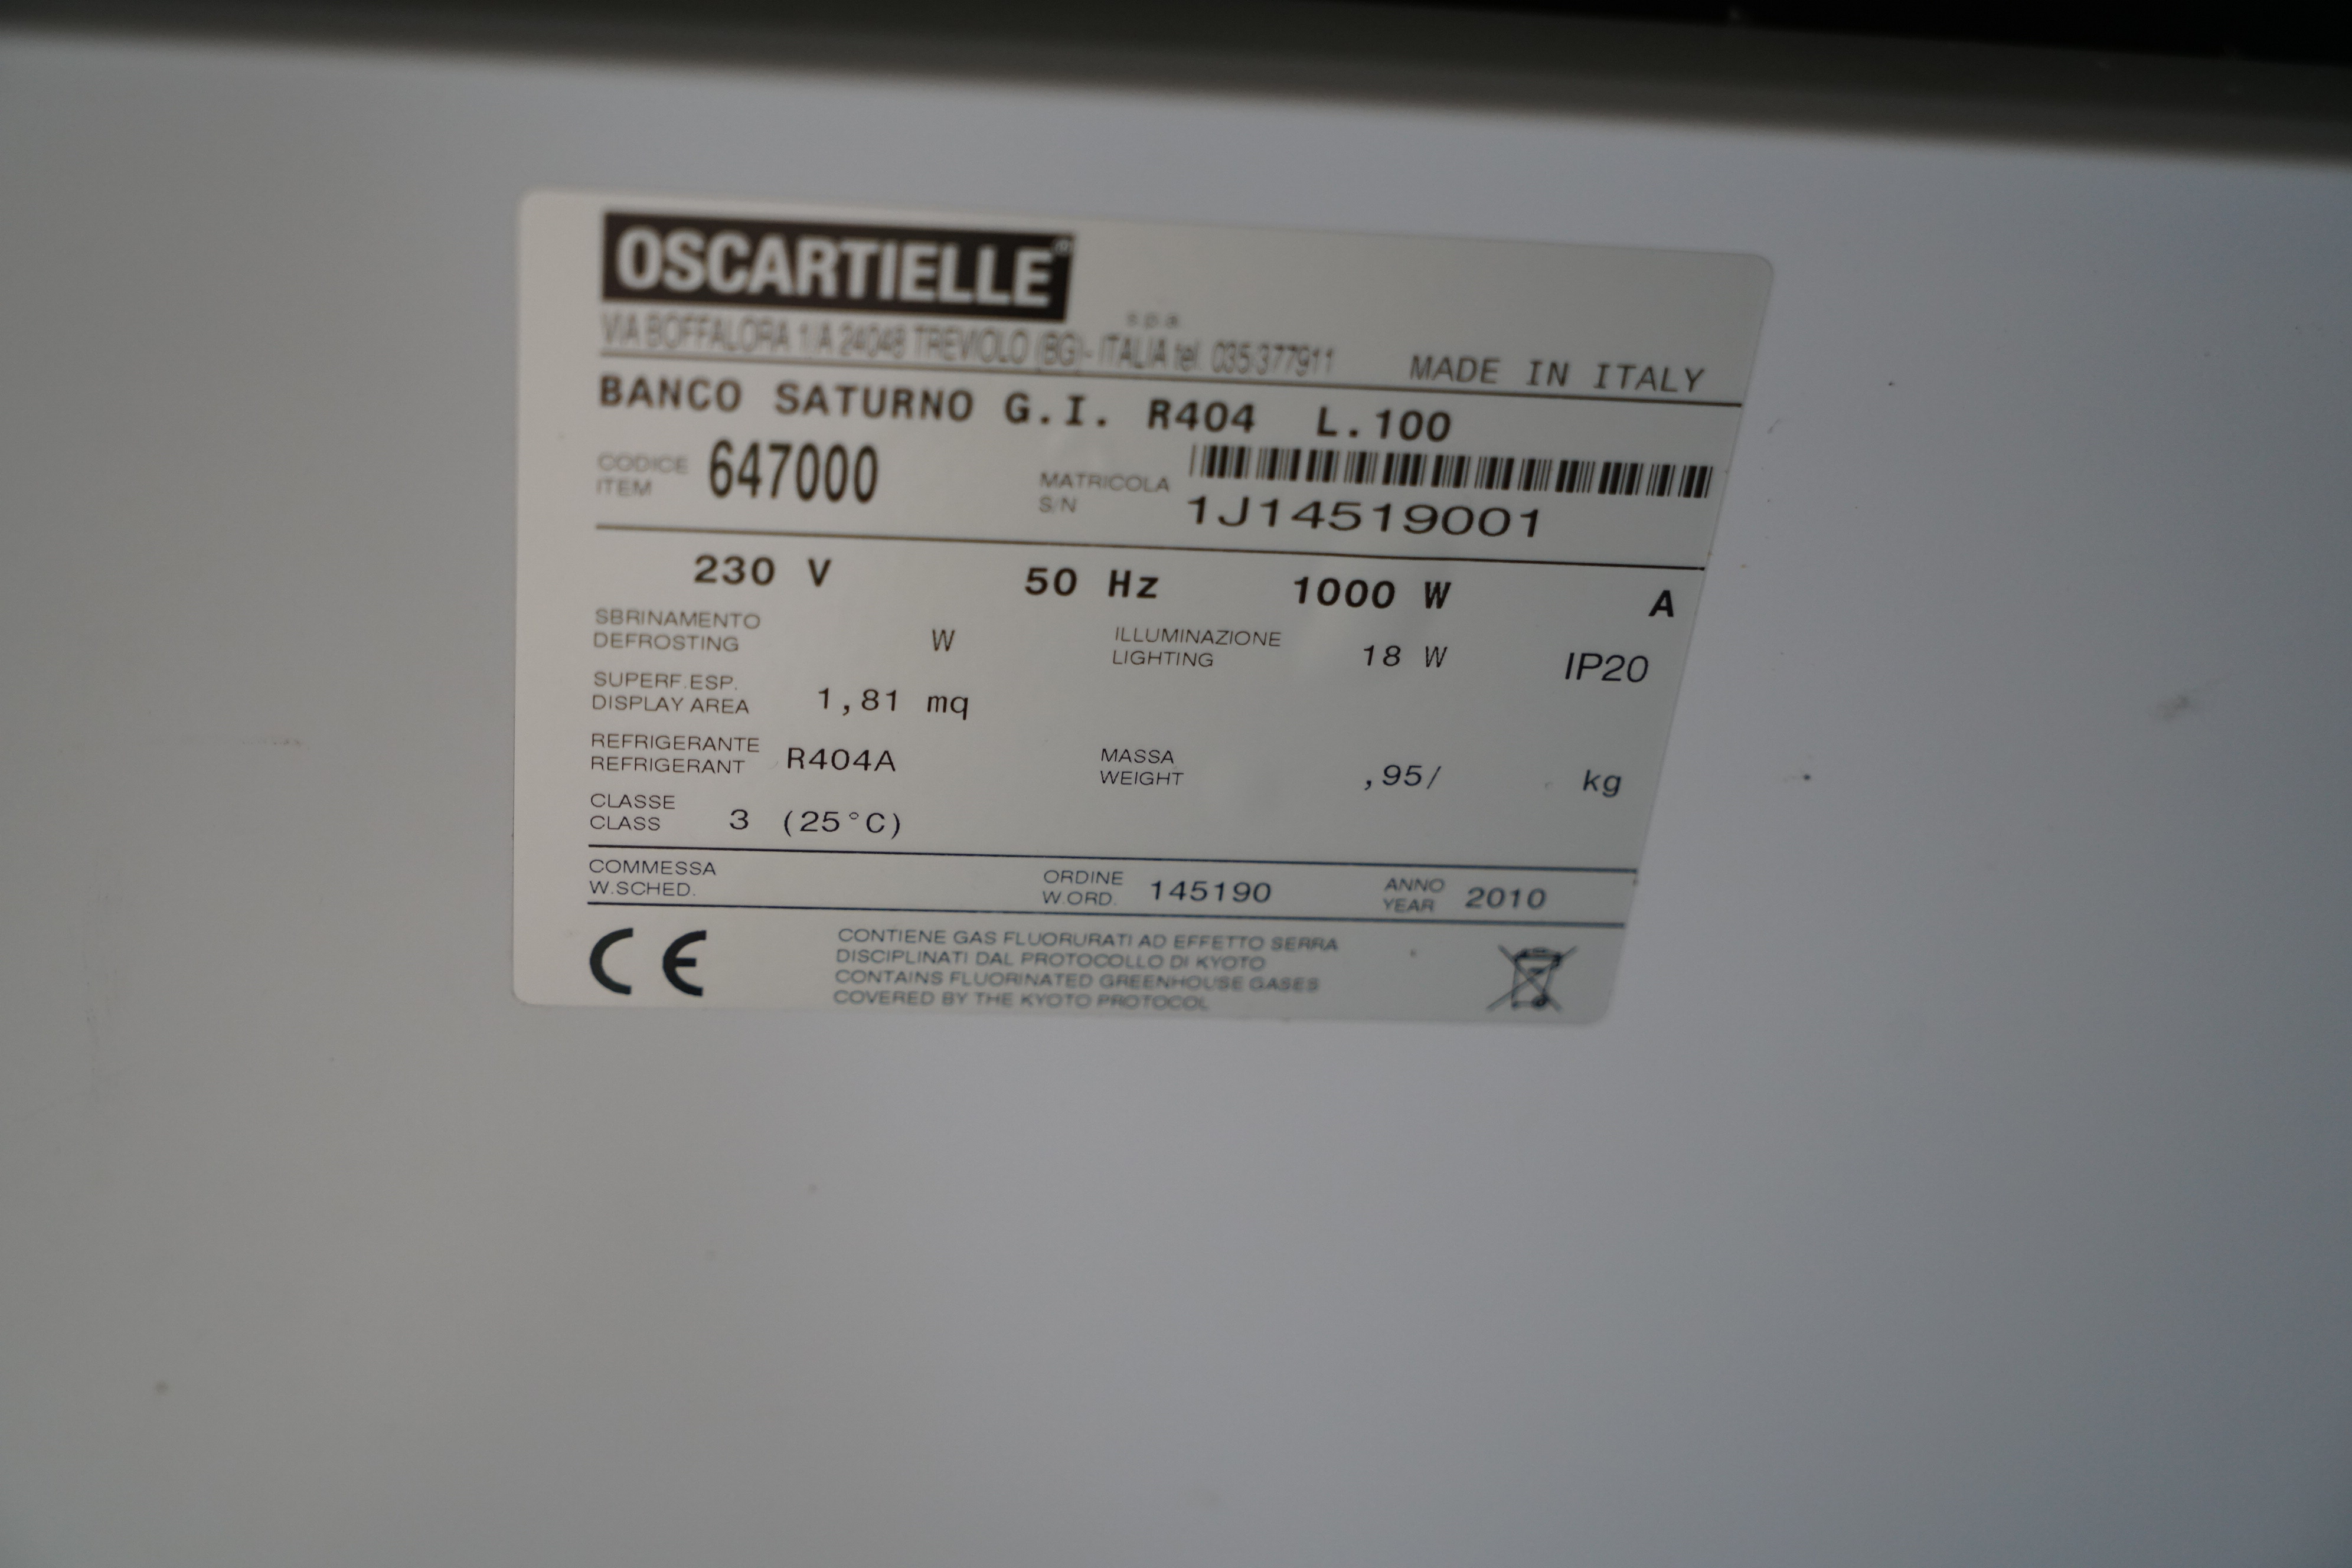 OSCARTIELLE®
s.p.a.
VIA BOFFALORA 1/A 24048 TREVIOLO (BG)- ITALIA tel. 035/377911 MADE IN ITALY
BANCO SATURNO G.I. R404 L.100
CODICE
ITEM
647000
MATRICOLA
S/N
1J14519001
230 V 50 Hz 1000 W A
SBRINAMENTO
DEFROSTING
W
ILLUMINAZIONE
LIGHTING
18 W
IP20
SUPERF.ESP.
DISPLAY AREA
1,81 mq
REFRIGERANTE
REFRIGERANT
R404A
MASSA
WEIGHT
,95/ kg
CLASSE
CLASS
3 (25°C)
COMMESSA
W.SCHED.
ORDINE
W.ORD.
145190
ANNO
YEAR
2010
CE
CONTIENE GAS FLUORURATI AD EFFETTO SERRA
DISCIPLINATI DAL PROTOCOLLO DI KYOTO
CONTAINS FLUORINATED GREENHOUSE GASES
COVERED BY THE KYOTO PROTOCOL